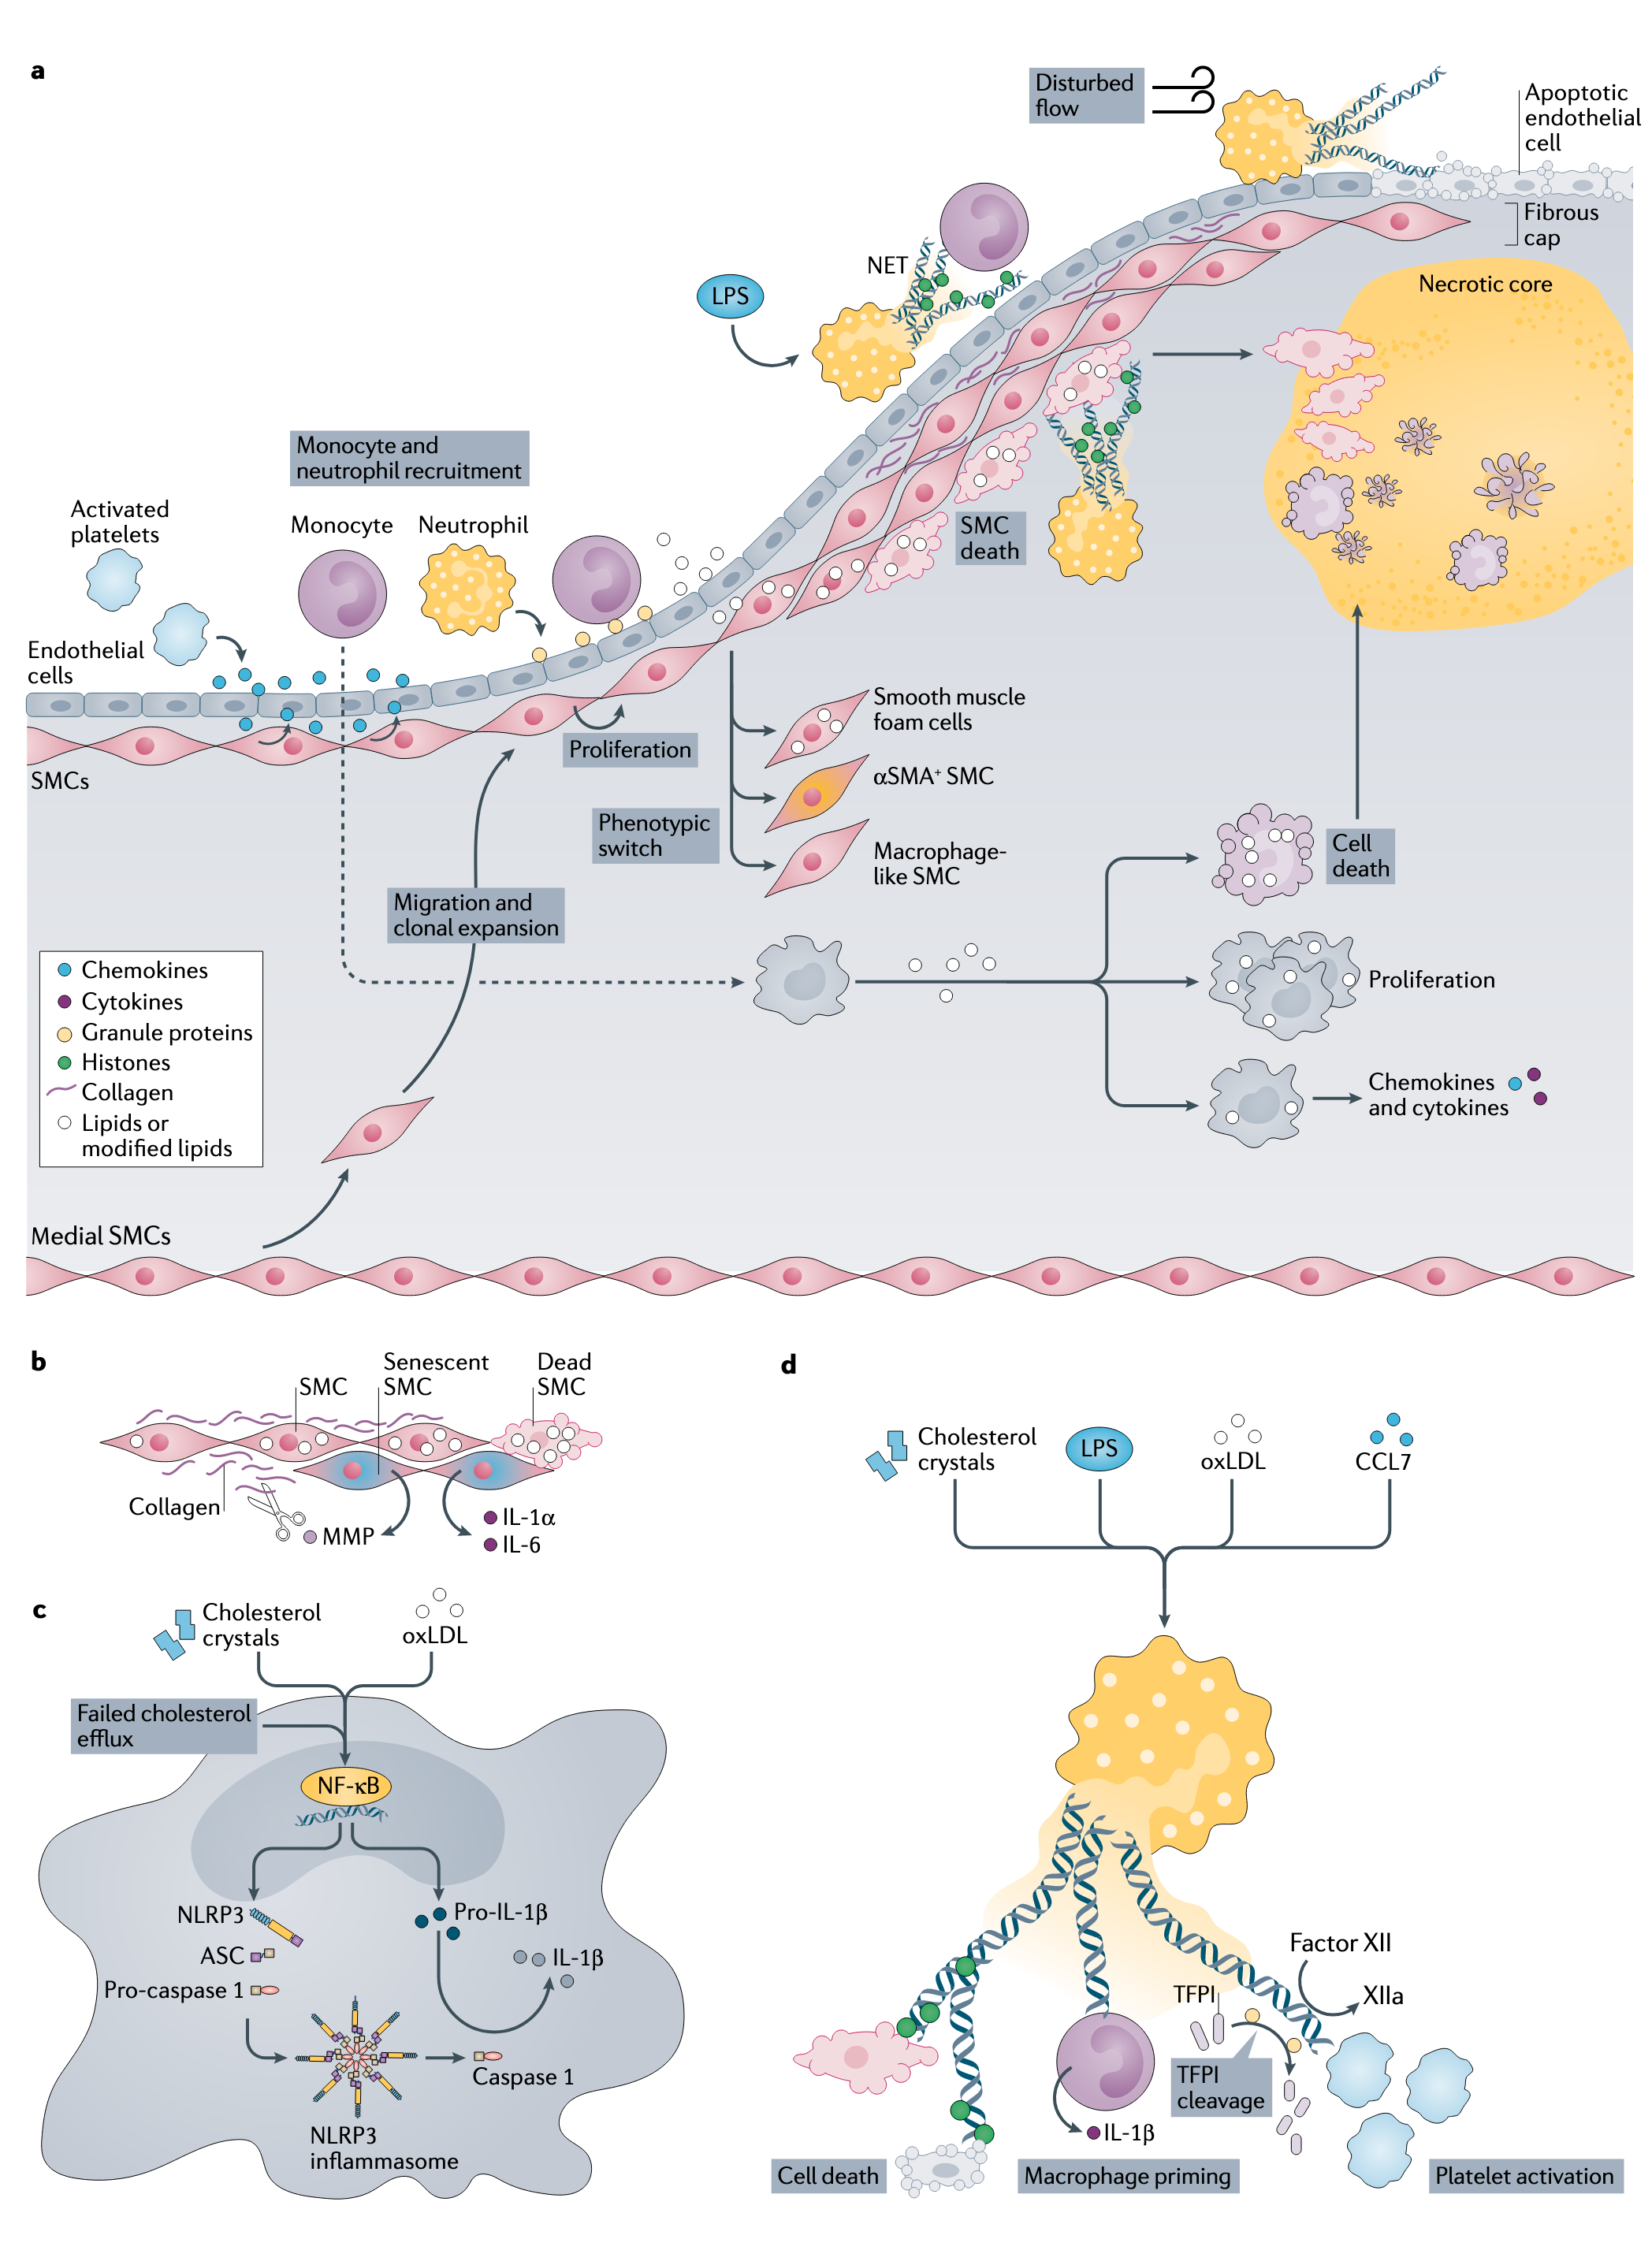 a
Disturbed
flow
Apoptotic
endothelial
cell
Fibrous
cap
NET
LPS
Necrotic core
Monocyte and
neutrophil recruitment
Activated
platelets
Monocyte
Neutrophil
SMC
death
Endothelial
cells
SMCs
Proliferation
Smooth muscle
foam cells
αSMA⁺ SMC
Phenotypic
switch
Macrophage-
like SMC
Cell
death
Migration and
clonal expansion
Proliferation
Chemokines
and cytokines
Chemokines
Cytokines
Granule proteins
Histones
Collagen
Lipids or
modified lipids
Medial SMCs
b
SMC
Senescent
SMC
Dead
SMC
Collagen
MMP
IL-1α
IL-6
c
Cholesterol
crystals
oxLDL
Failed cholesterol
efflux
NF-κB
NLRP3
Pro-IL-1β
ASC
IL-1β
Pro-caspase 1
Caspase 1
NLRP3
inflammasome
d
Cholesterol
crystals
LPS
oxLDL
CCL7
Factor XII
TFPI
XIIa
TFPI
cleavage
IL-1β
Cell death
Macrophage priming
Platelet activation